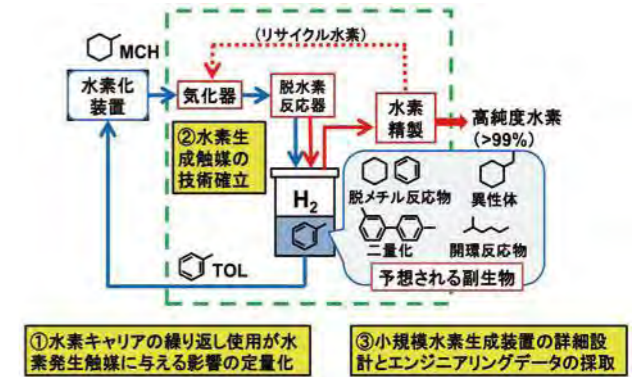 (リサイクル水素)
MCH
水素化
装置
気化器
脱水素
反応器
水素
精製
高純度水素
(>99%)
②水素生
成触媒の
技術確立
H2
脱メチル反応物
異性体
二量化
開環反応物
予想される副生物
TOL
①水素キャリアの繰り返し使用が水
素発生触媒に与える影響の定量化
③小規模水素生成装置の詳細設
計とエンジニアリングデータの採取